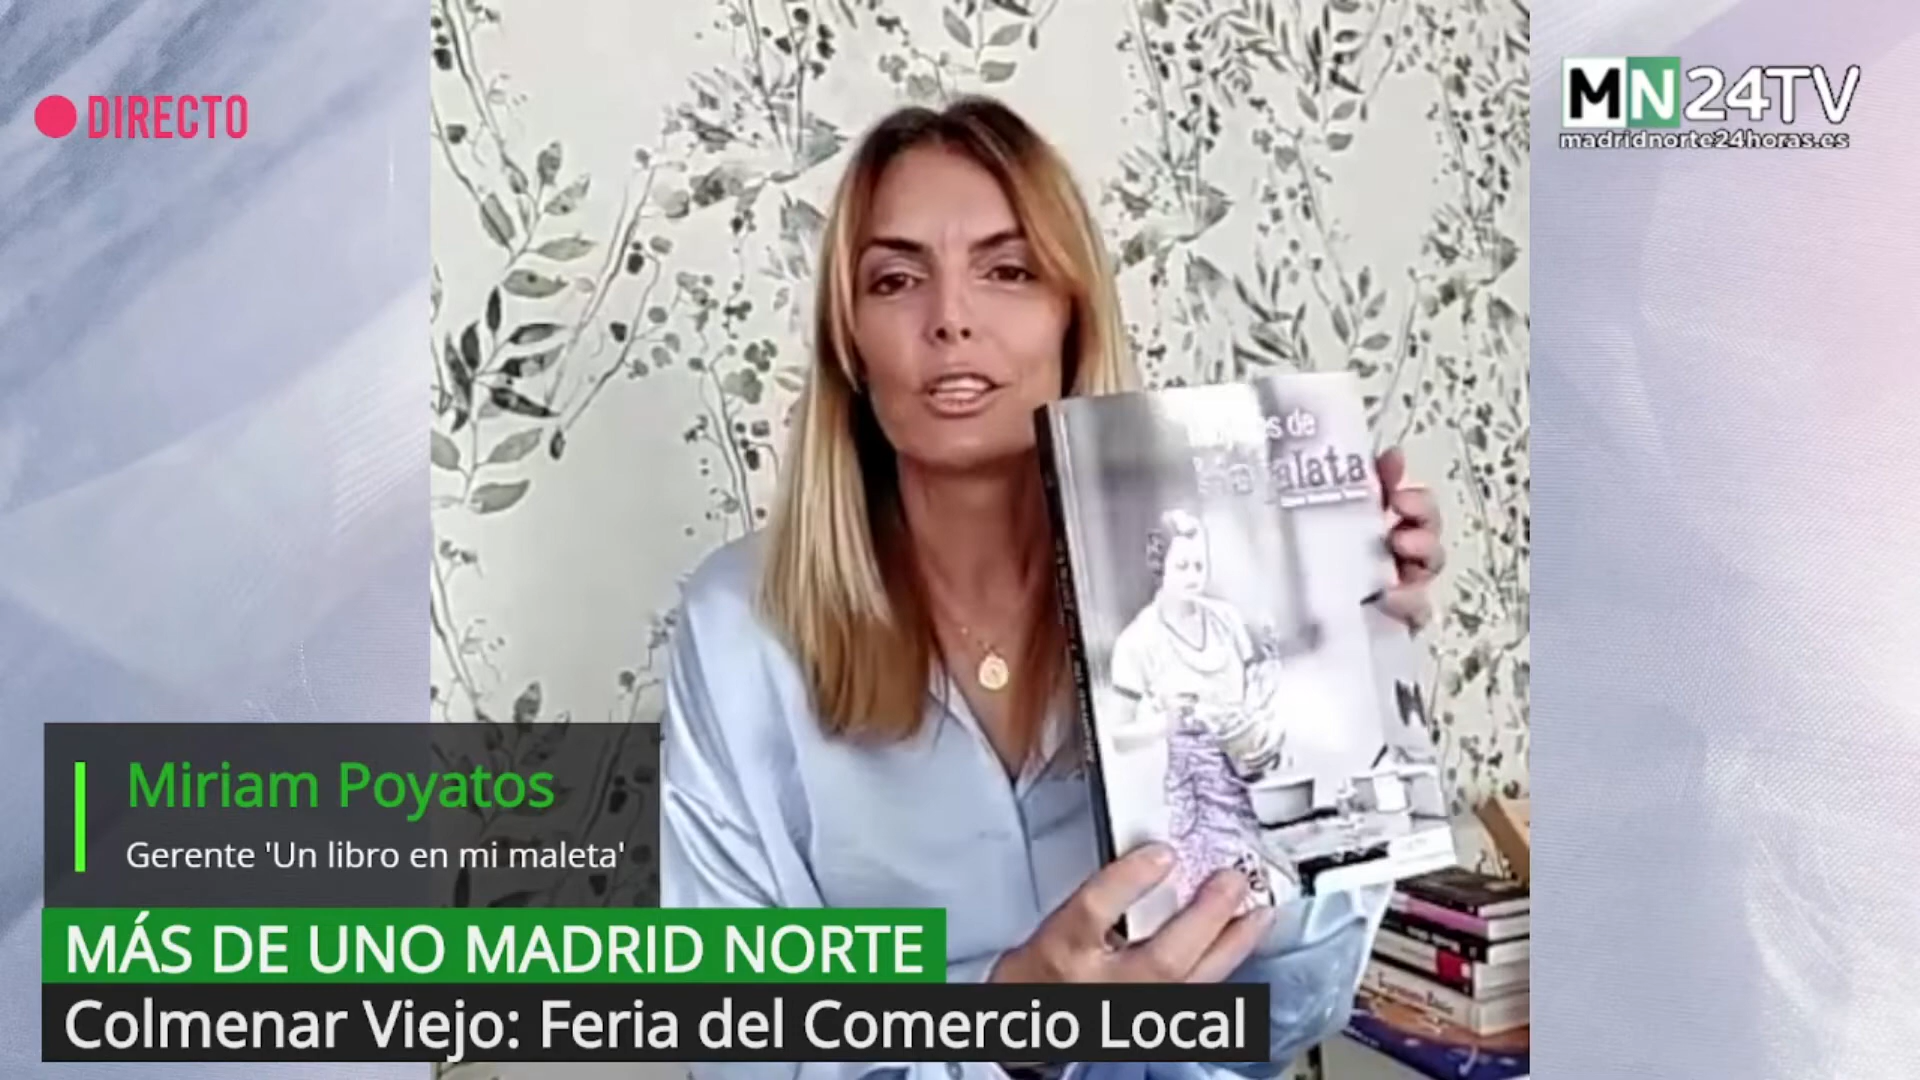 DIRECTO
MN24TV
madridnorte24horas.es
de
Miriam Poyatos
Gerente 'Un libro en mi maleta'
MÁS DE UNO MADRID NORTE
Colmenar Viejo: Feria del Comercio Local